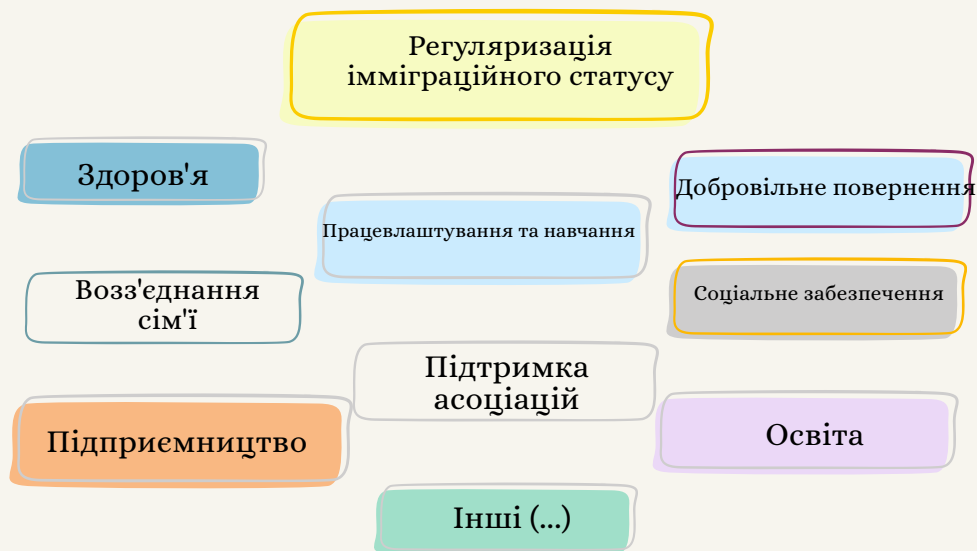 Регуляризація
імміграційного статусу
Здоров'я
Добровільне повернення
Працевлаштування та навчання
Возз'єднання
сім'ї
Соціальне забезпечення
Підтримка
асоціацій
Підприємництво
Освіта
Інші (...)